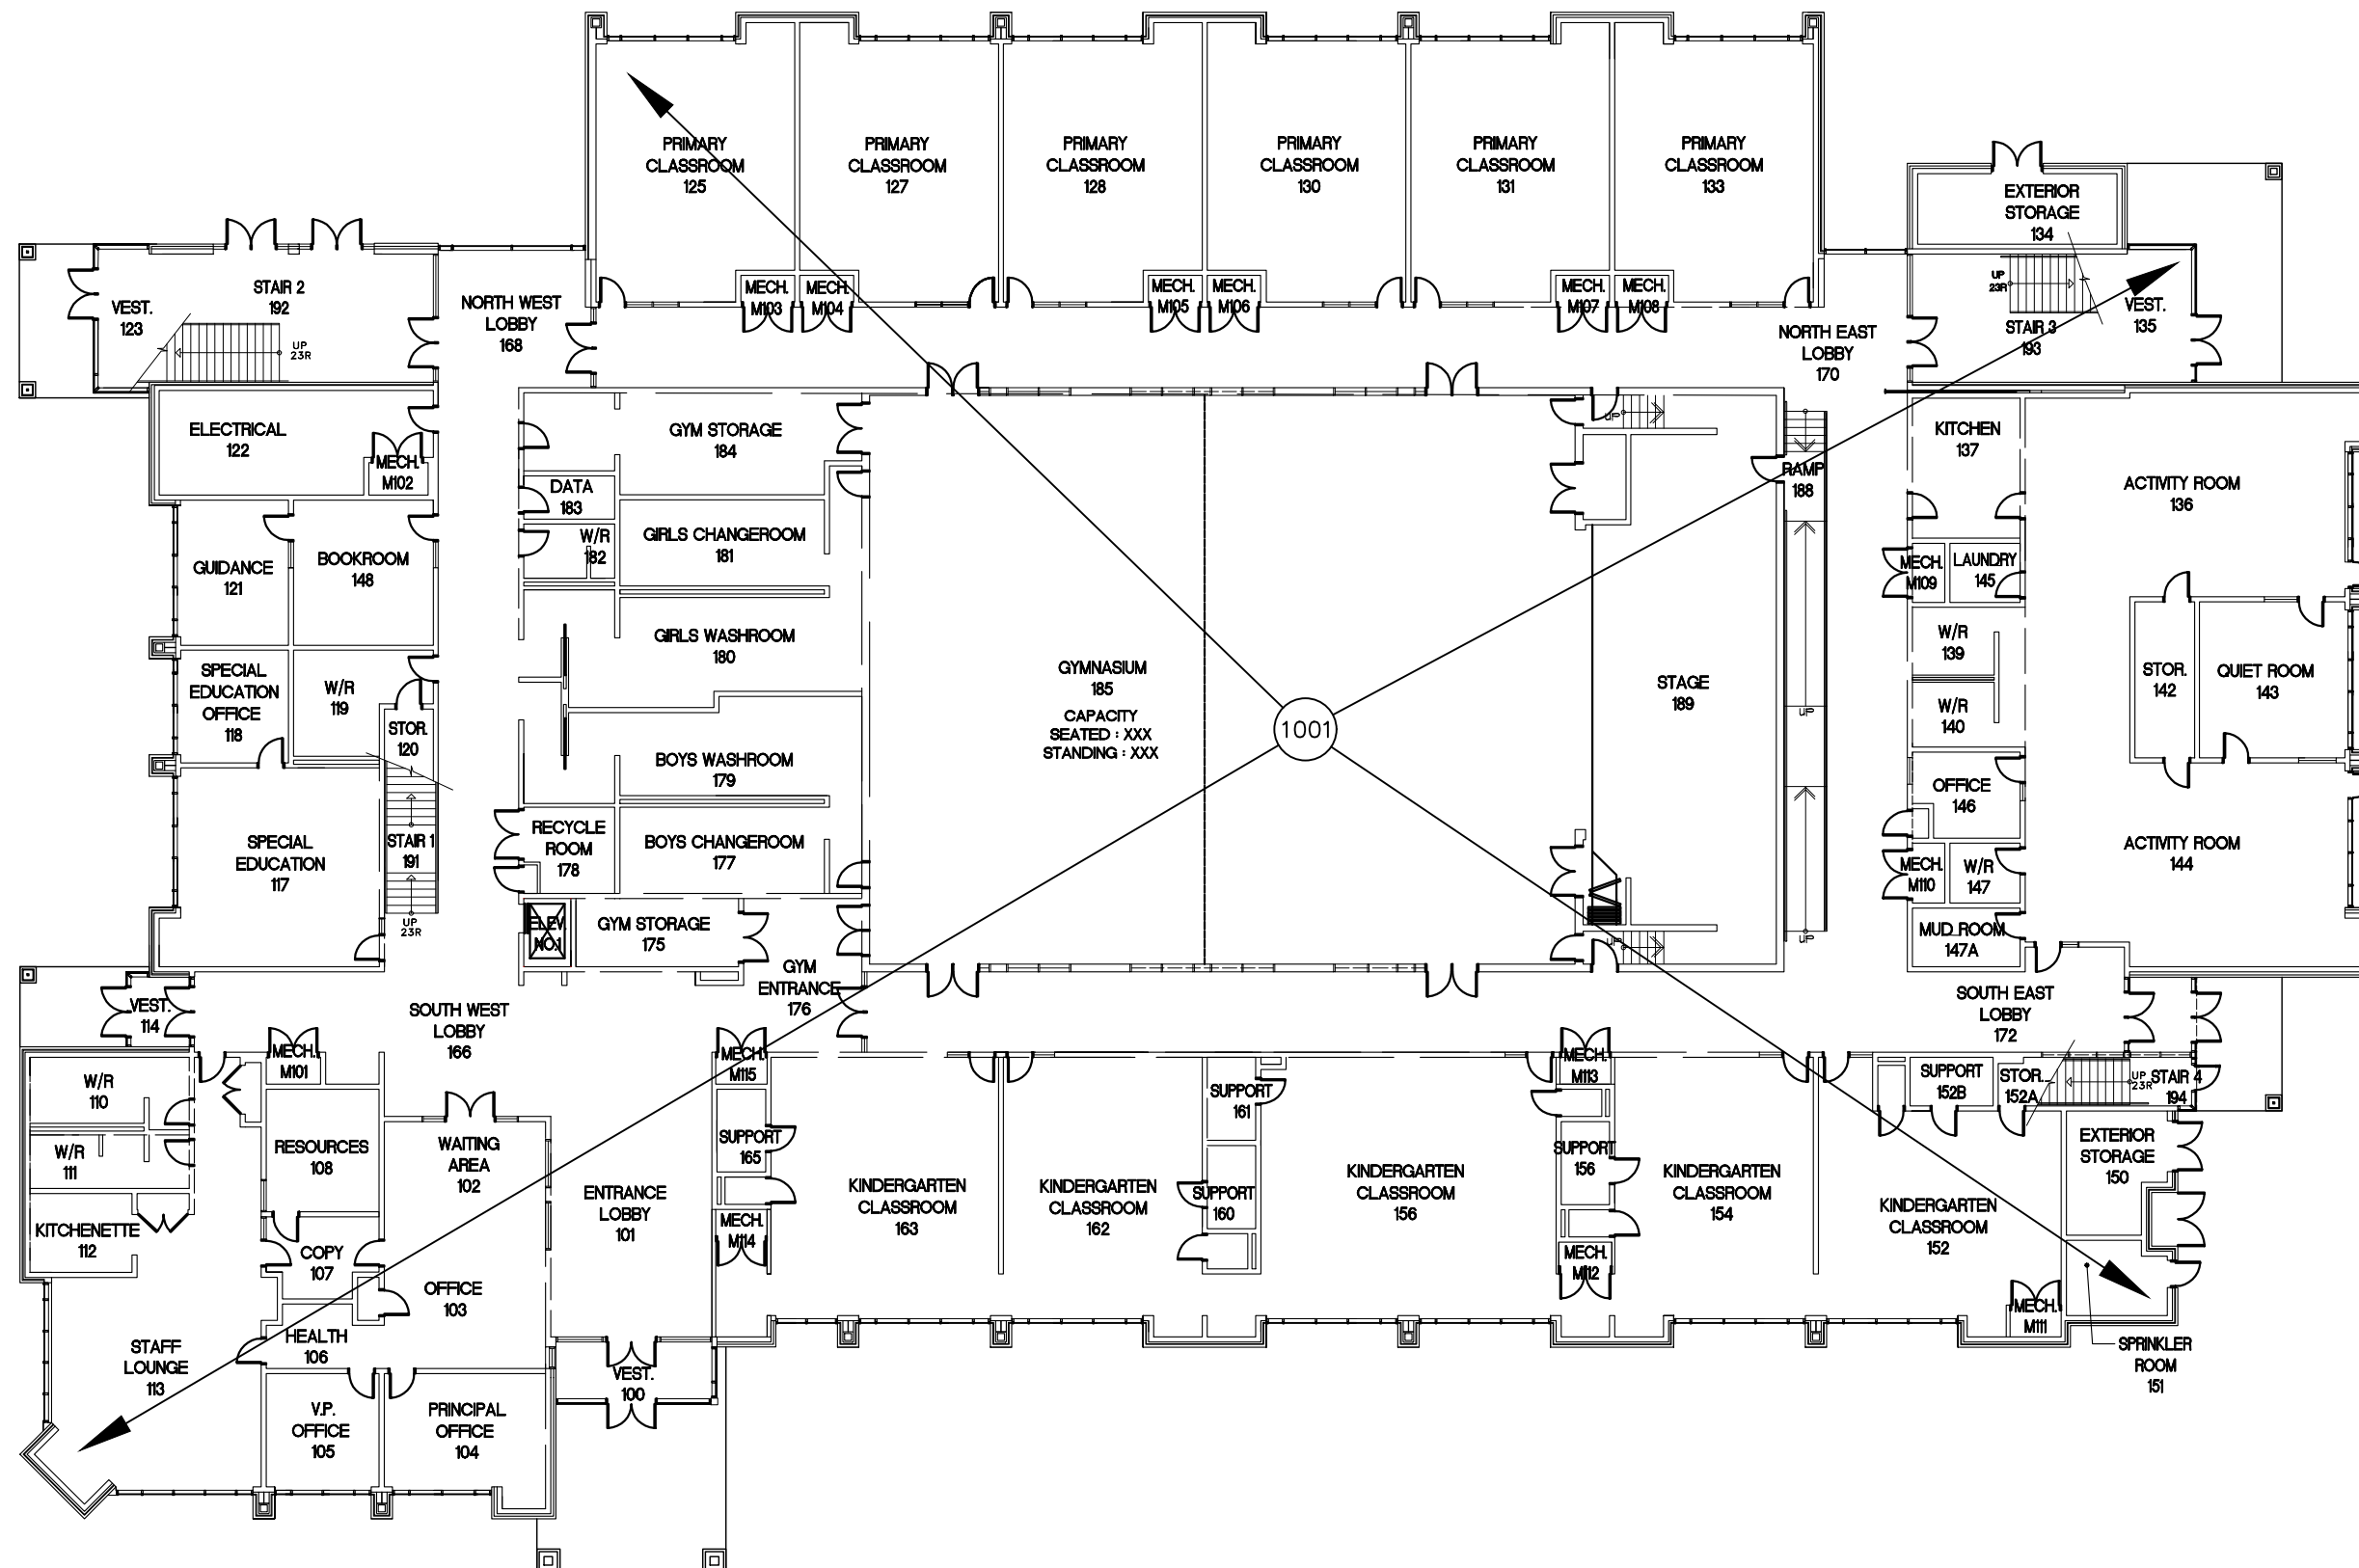 PRIMARY
CLASSROOM
125
PRIMARY
CLASSROOM
127
PRIMARY
CLASSROOM
128
PRIMARY
CLASSROOM
130
PRIMARY
CLASSROOM
131
PRIMARY
CLASSROOM
133
EXTERIOR
STORAGE
134
VEST.
123
STAIR 2
192
UP
23R
NORTH WEST
LOBBY
168
MECH.
M103
MECH.
M104
MECH.
M105
MECH.
M106
MECH.
M107
MECH.
M108
NORTH EAST
LOBBY
170
UP
23R
STAIR 3
193
VEST.
135
ELECTRICAL
122
MECH.
M102
GYM STORAGE
184
UP
RAMP
188
KITCHEN
137
ACTIVITY ROOM
136
DATA
183
W/R
182
GIRLS CHANGEROOM
181
GUIDANCE
121
BOOKROOM
148
MECH.
M109
LAUNDRY
145
GIRLS WASHROOM
180
W/R
139
SPECIAL
EDUCATION
OFFICE
118
W/R
119
STOR.
120
GYMNASIUM
185
CAPACITY
SEATED : XXX
STANDING : XXX
1001
STAGE
189
UP
W/R
140
STOR.
142
QUIET ROOM
143
BOYS WASHROOM
179
OFFICE
146
SPECIAL
EDUCATION
117
STAIR 1
191
UP
23R
RECYCLE
ROOM
178
BOYS CHANGEROOM
177
ACTIVITY ROOM
144
MECH.
M110
W/R
147
ELEV.
NO.1
GYM STORAGE
175
UP
UP
MUD ROOM
147A
GYM
ENTRANCE
176
VEST.
114
SOUTH WEST
LOBBY
166
SOUTH EAST
LOBBY
172
MECH.
M101
MECH.
M115
MECH.
M113
W/R
110
SUPPORT
161
SUPPORT
152B
STOR.
152A
UP
23R
STAIR 4
194
W/R
111
RESOURCES
108
WAITING
AREA
102
SUPPORT
165
SUPPORT
156
EXTERIOR
STORAGE
150
KITCHENETTE
112
ENTRANCE
LOBBY
101
KINDERGARTEN
CLASSROOM
163
KINDERGARTEN
CLASSROOM
162
SUPPORT
160
KINDERGARTEN
CLASSROOM
156
KINDERGARTEN
CLASSROOM
154
KINDERGARTEN
CLASSROOM
152
COPY
107
MECH.
M114
MECH.
M112
OFFICE
103
MECH.
M111
STAFF
LOUNGE
113
HEALTH
106
VEST.
100
SPRINKLER
ROOM
151
V.P.
OFFICE
105
PRINCIPAL
OFFICE
104